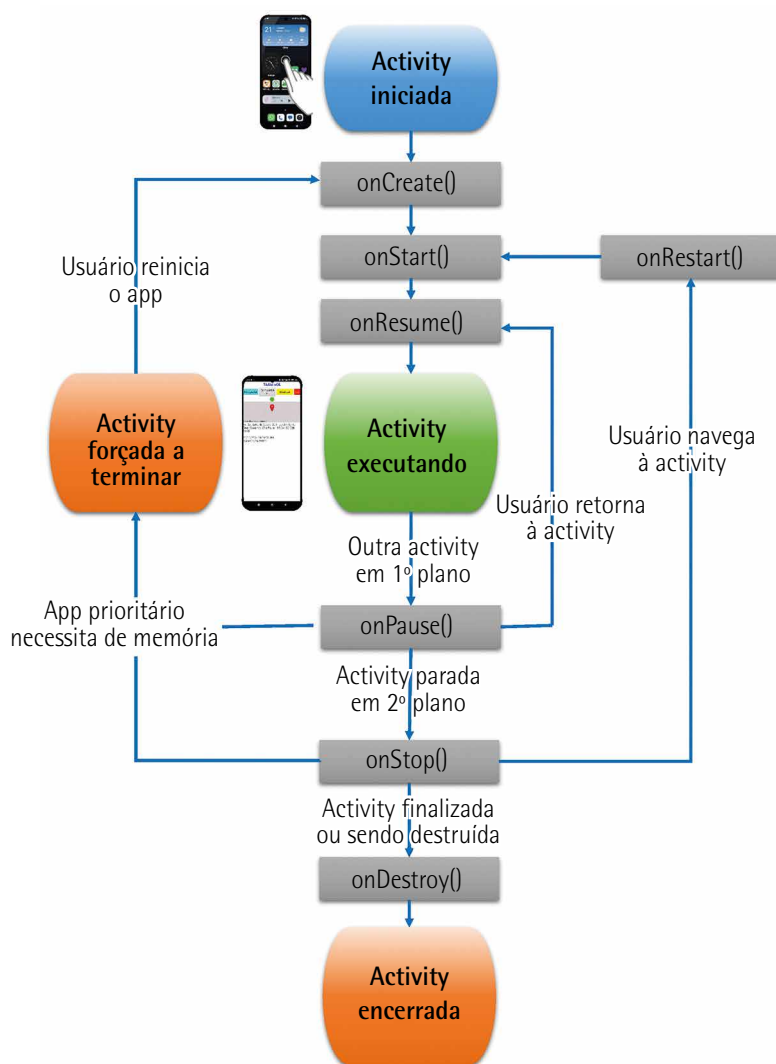 21
Activity
iniciada
onCreate()
onStart()
onRestart()
Usuário reinicia
o app
onResume()
Activity
forçada a
terminar
Activity
executando
Usuário navega
à activity
Usuário retorna
à activity
Outra activity
em 1º plano
App prioritário
necessita de memória
onPause()
Activity parada
em 2º plano
onStop()
Activity finalizada
ou sendo destruída
onDestroy()
Activity
encerrada